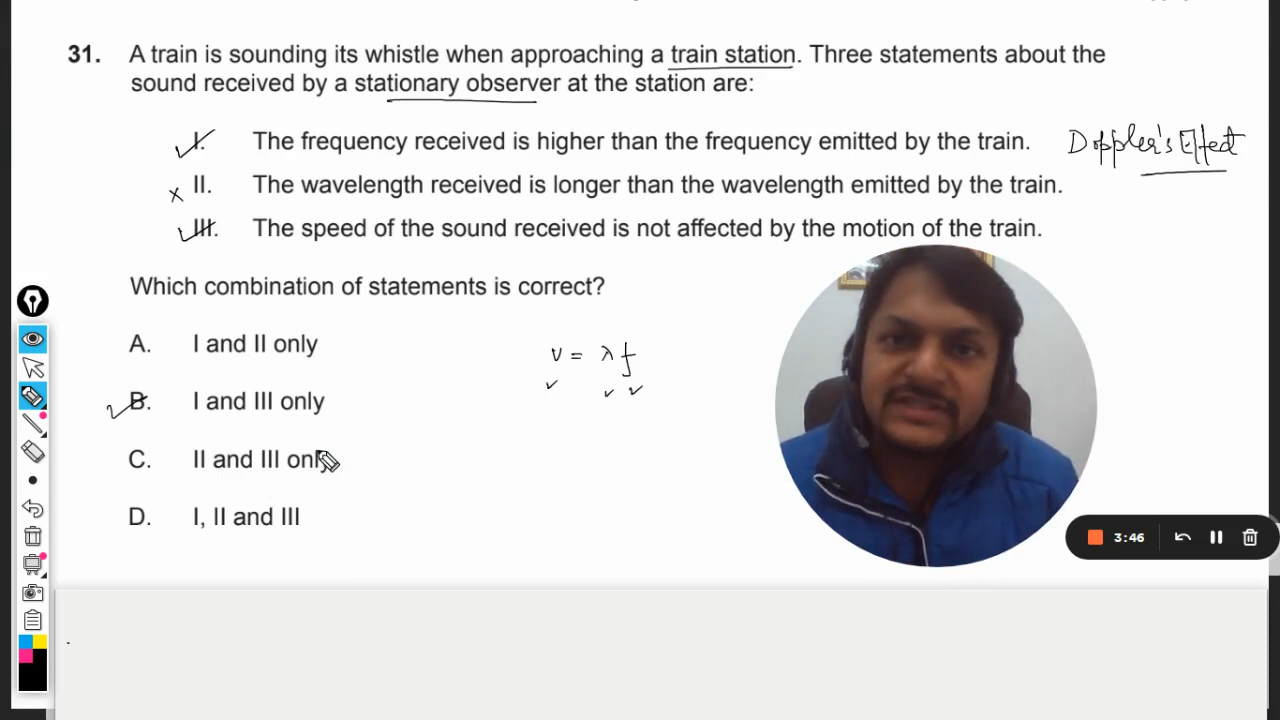 31. A train is sounding its whistle when approaching a train station. Three statements about the
sound received by a stationary observer at the station are:
I. The frequency received is higher than the frequency emitted by the train.
Doppler's Effect
II. The wavelength received is longer than the wavelength emitted by the train.
III. The speed of the sound received is not affected by the motion of the train.
Which combination of statements is correct?
A. I and II only
v = λf
B. I and III only
C. II and III only
D. I, II and III
3:46